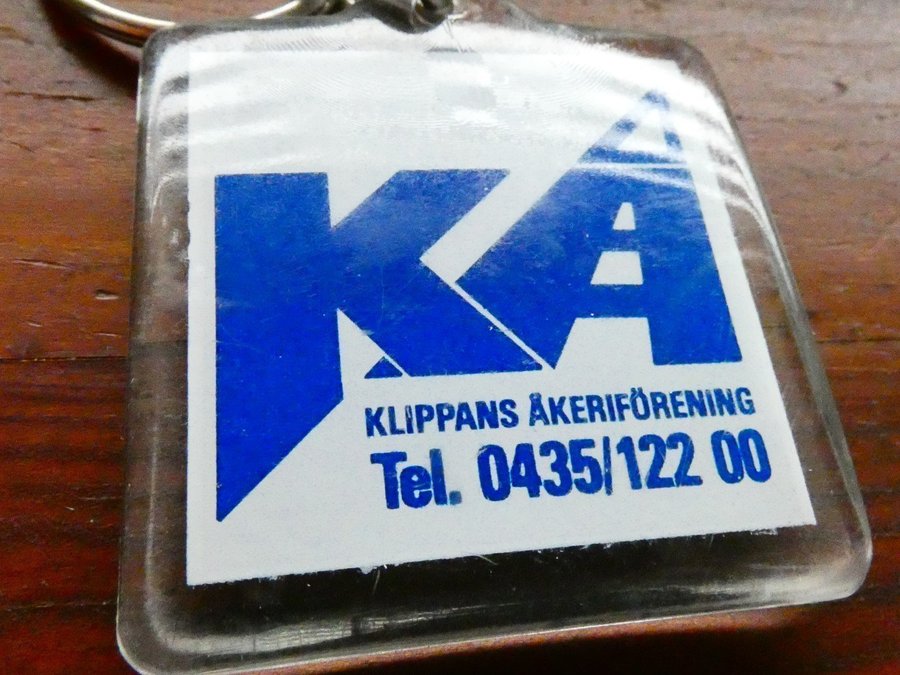 KÅ
KLIPPANS ÅKERIFÖRENING
Tel. 0435/122 00